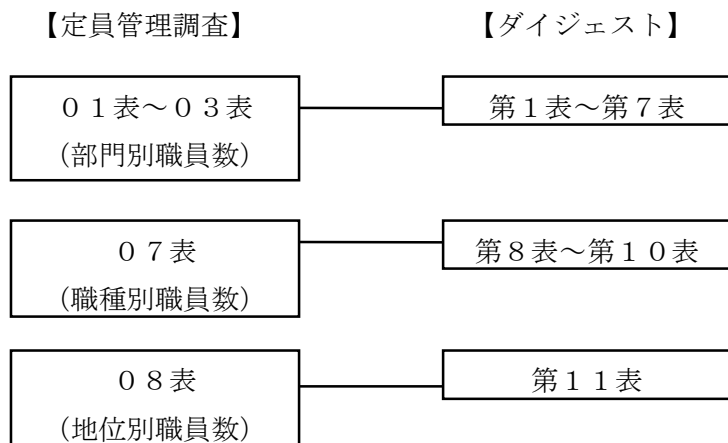 【定員管理調査】 【ダイジェスト】
０１表～０３表 第１表～第７表
（部門別職員数）
０７表 第８表～第１０表
（職種別職員数）
０８表 第１１表
（地位別職員数）